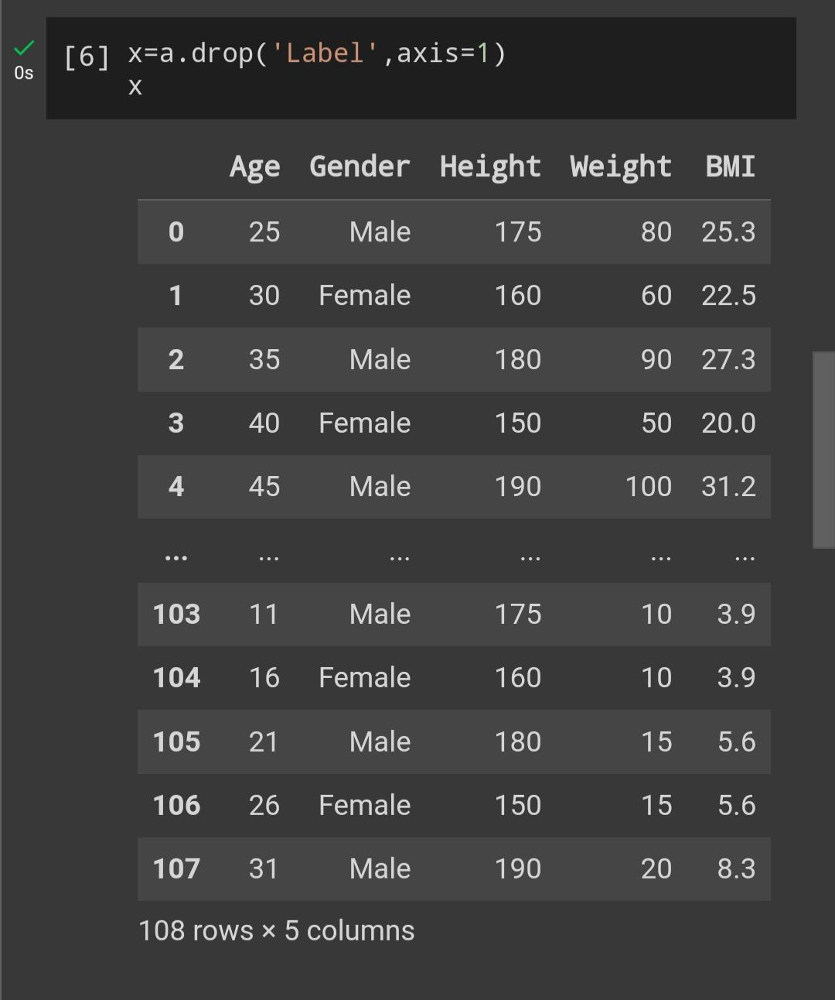 [6] x=a.drop('Label',axis=1)
0s
x
Age Gender Height Weight BMI
0 25 Male 175 80 25.3
1 30 Female 160 60 22.5
2 35 Male 180 90 27.3
3 40 Female 150 50 20.0
4 45 Male 190 100 31.2
... ... ... ... ... ...
103 11 Male 175 10 3.9
104 16 Female 160 10 3.9
105 21 Male 180 15 5.6
106 26 Female 150 15 5.6
107 31 Male 190 20 8.3
108 rows × 5 columns